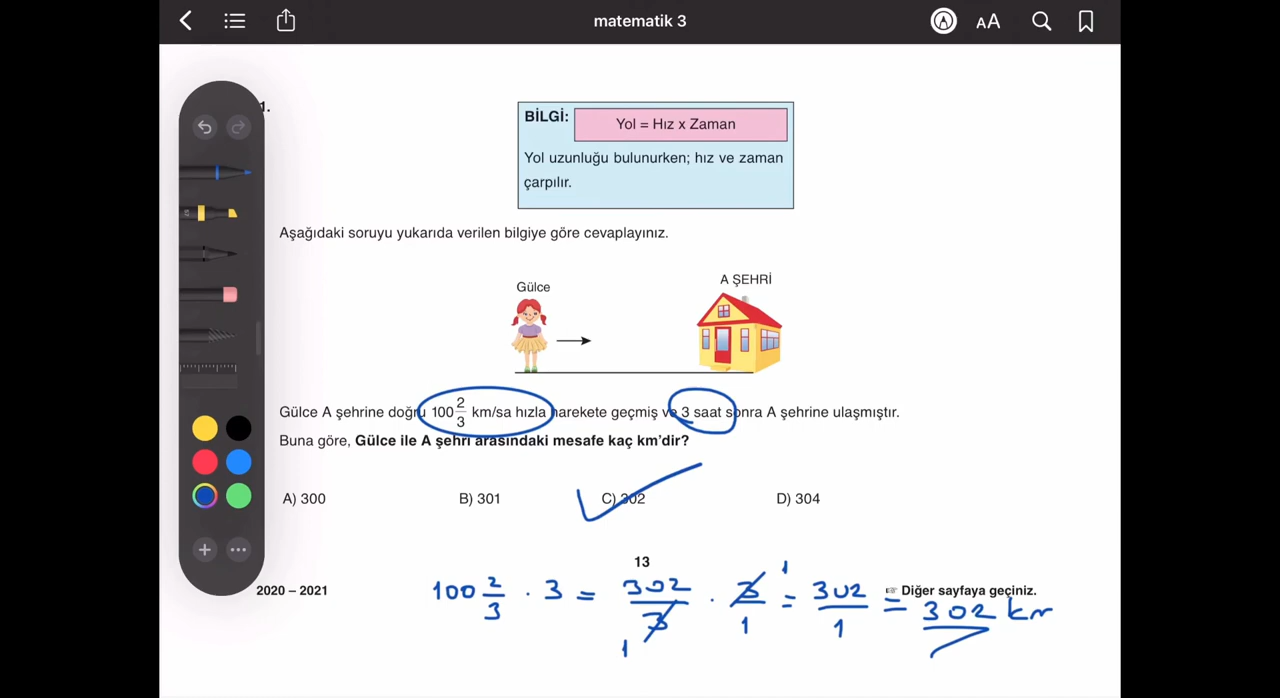 matematik 3
AA
1.
BİLGİ: Yol = Hız x Zaman
Yol uzunluğu bulunurken; hız ve zaman
çarpılır.
Aşağıdaki soruyu yukarıda verilen bilgiye göre cevaplayınız.
Gülce
A ŞEHRİ
Gülce A şehrine doğru 100 2/3 km/sa hızla harekete geçmiş ve 3 saat sonra A şehrine ulaşmıştır.
Buna göre, Gülce ile A şehri arasındaki mesafe kaç km'dir?
A) 300 B) 301 C) 302 D) 304
13
2020 – 2021
☞ Diğer sayfaya geçiniz.
100 2/3 · 3 = 302/3 1 · 3/1 1 = 302/1 = 302 km